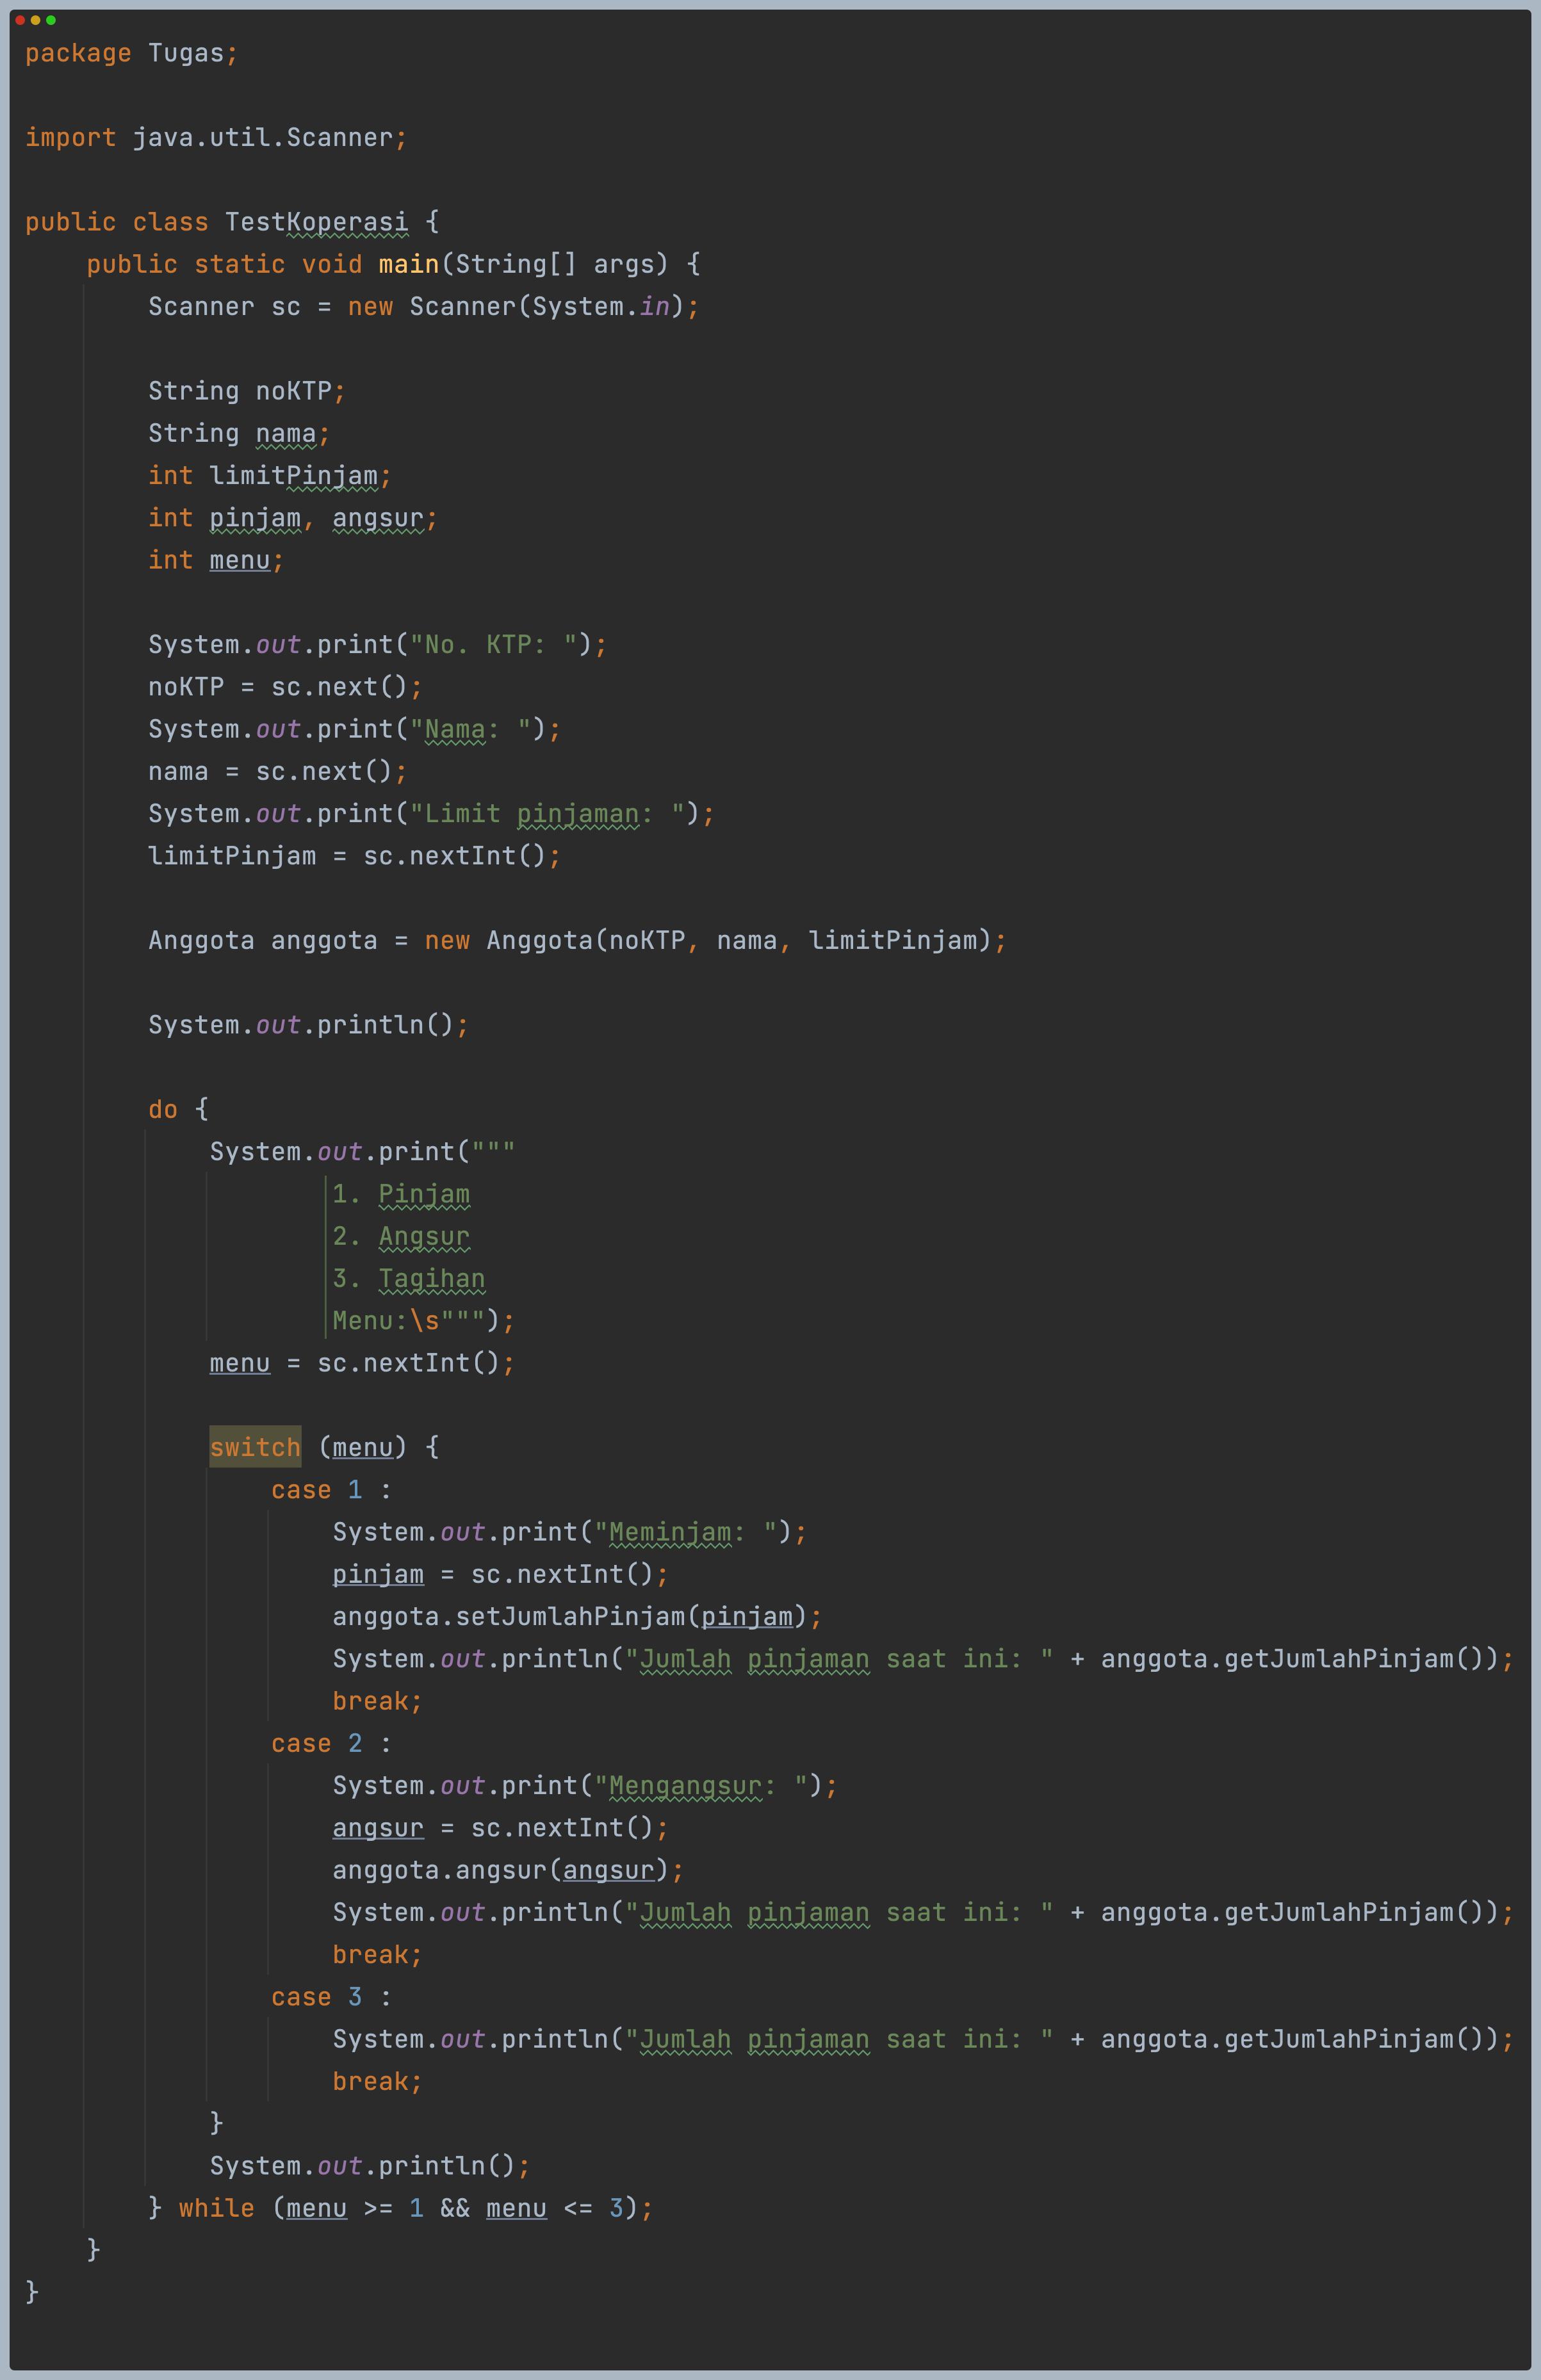 package Tugas;
import java.util.Scanner;
public class TestKoperasi {
    public static void main(String[] args) {
        Scanner sc = new Scanner(System.in);
        String noKTP;
        String nama;
        int limitPinjam;
        int pinjam, angsur;
        int menu;
        System.out.print("No. KTP: ");
        noKTP = sc.next();
        System.out.print("Nama: ");
        nama = sc.next();
        System.out.print("Limit pinjaman: ");
        limitPinjam = sc.nextInt();
        Anggota anggota = new Anggota(noKTP, nama, limitPinjam);
        System.out.println();
        do {
            System.out.print("""
                    1. Pinjam
                    2. Angsur
                    3. Tagihan
                    Menu:\s""");
            menu = sc.nextInt();
            switch (menu) {
                case 1 :
                    System.out.print("Meminjam: ");
                    pinjam = sc.nextInt();
                    anggota.setJumlahPinjam(pinjam);
                    System.out.println("Jumlah pinjaman saat ini: " + anggota.getJumlahPinjam());
                    break;
                case 2 :
                    System.out.print("Mengangsur: ");
                    angsur = sc.nextInt();
                    anggota.angsur(angsur);
                    System.out.println("Jumlah pinjaman saat ini: " + anggota.getJumlahPinjam());
                    break;
                case 3 :
                    System.out.println("Jumlah pinjaman saat ini: " + anggota.getJumlahPinjam());
                    break;
            }
            System.out.println();
        } while (menu >= 1 && menu <= 3);
    }
}